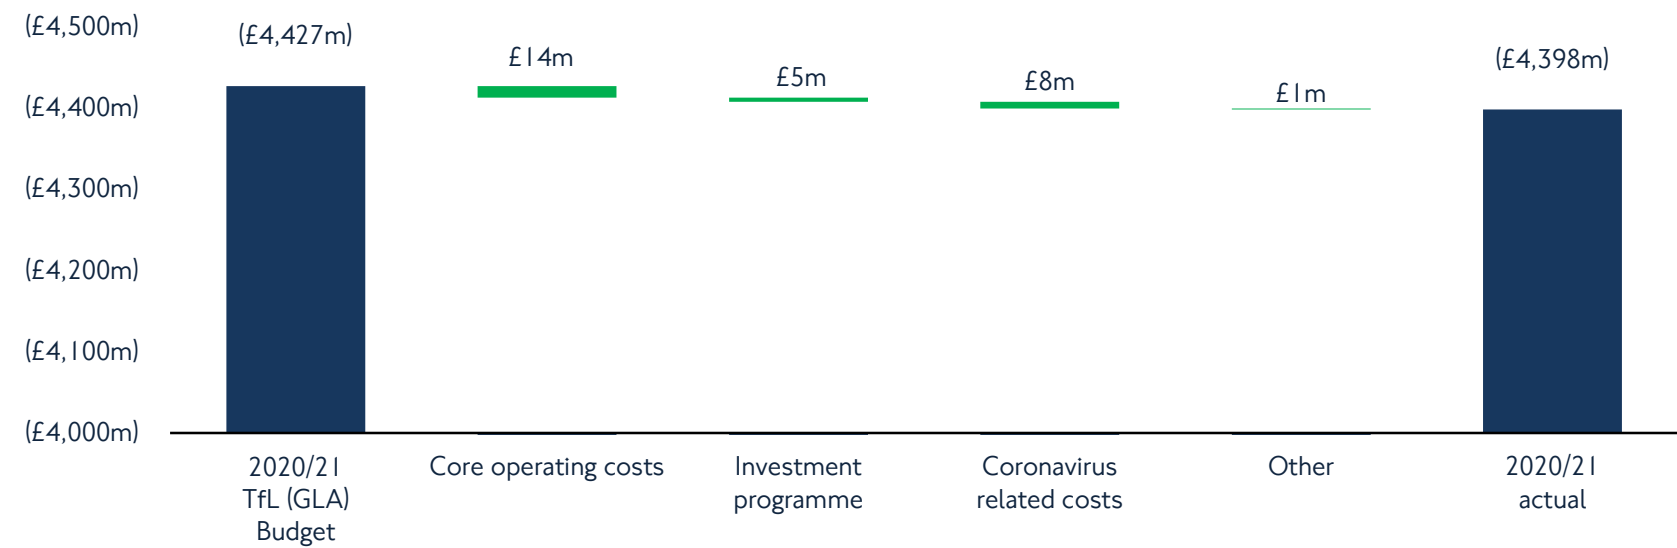 (£4,500m)
(£4,400m)
(£4,300m)
(£4,200m)
(£4,100m)
(£4,000m)
(£4,427m)
£14m
£5m
£8m
£1m
(£4,398m)
2020/21
TfL (GLA)
Budget
Core operating costs
Investment
programme
Coronavirus
related costs
Other
2020/21
actual